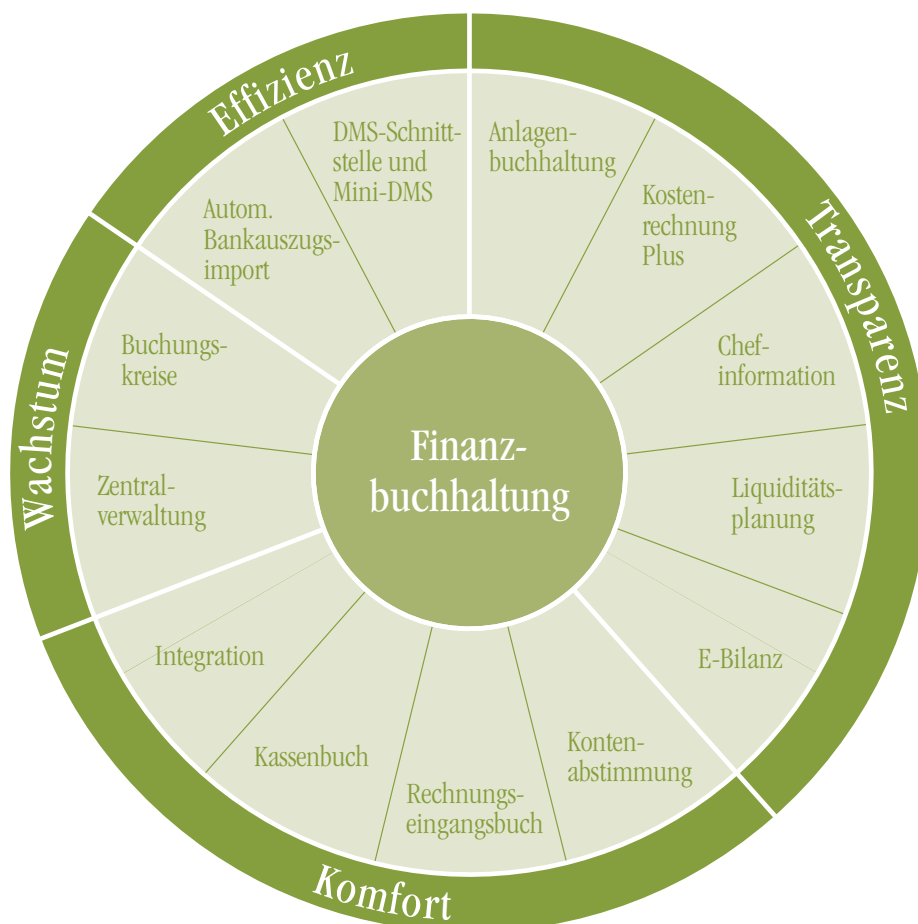 Effizienz
DMS-Schnitt-
stelle und
Mini-DMS
Autom.
Bankauszugs-
import
Transparenz
Anlagen-
buchhaltung
Kosten-
rechnung
Plus
Chef-
information
Liquiditäts-
planung
E-Bilanz
Komfort
Konten-
abstimmung
Rechnungs-
eingangsbuch
Kassenbuch
Integration
Wachstum
Zentral-
verwaltung
Buchungs-
kreise
Finanz-
buchhaltung